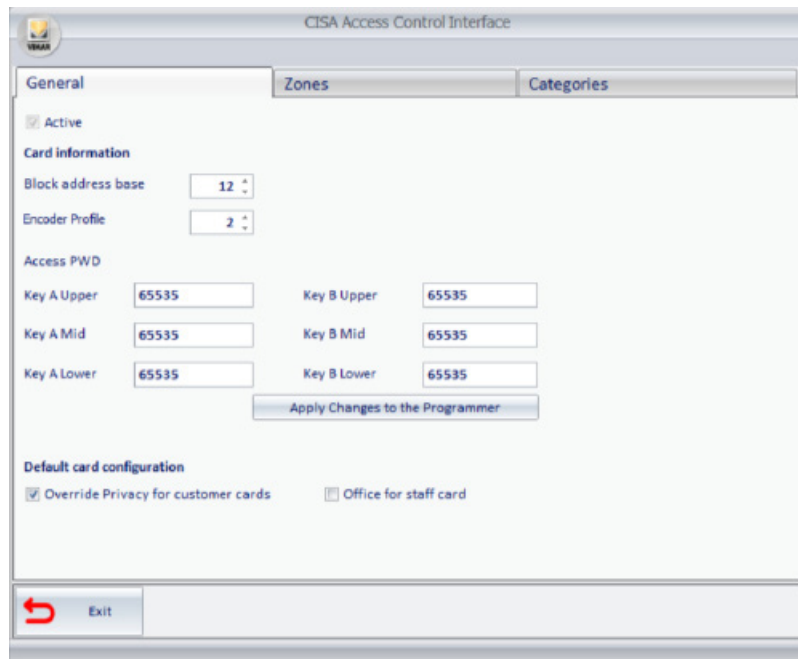 CISA Access Control Interface
VIMAR
General Zones Categories
Active
Card information
Block address base 12
Encoder Profile 2
Access PWD
Key A Upper 65535 Key B Upper 65535
Key A Mid 65535 Key B Mid 65535
Key A Lower 65535 Key B Lower 65535
Apply Changes to the Programmer
Default card configuration
Override Privacy for customer cards Office for staff card
Exit